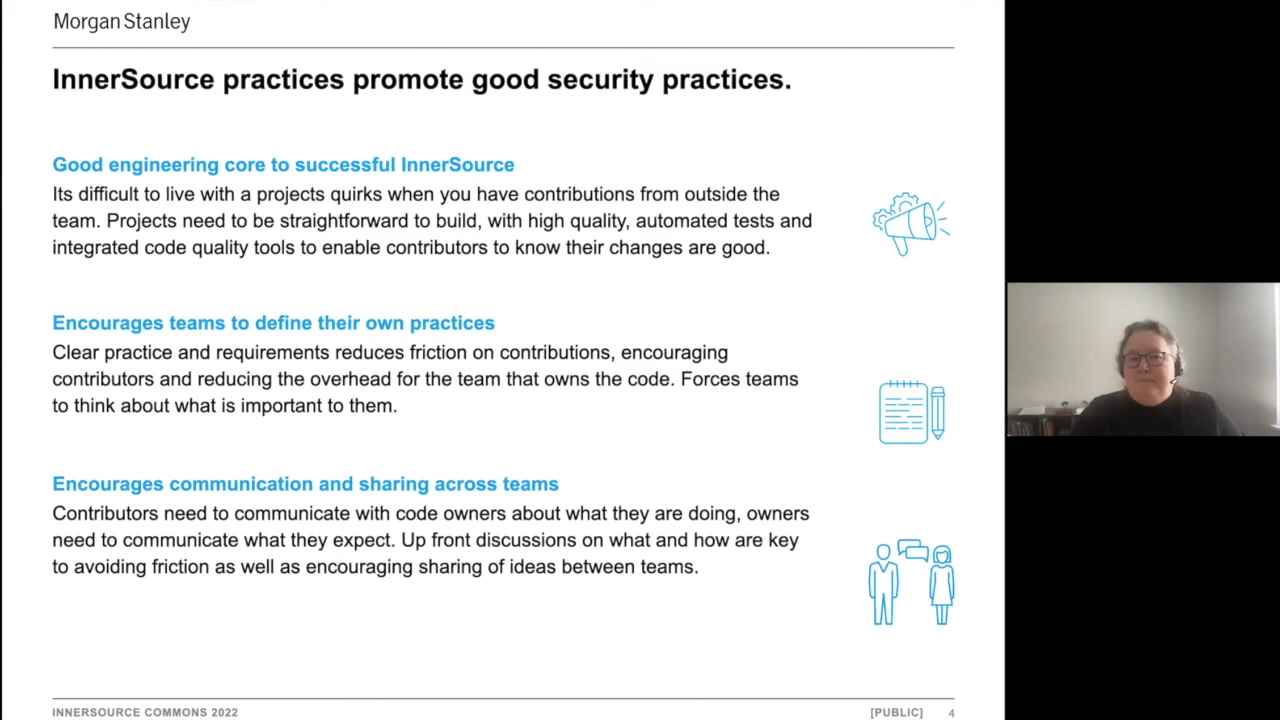 Morgan Stanley
InnerSource practices promote good security practices.
Good engineering core to successful InnerSource
Its difficult to live with a projects quirks when you have contributions from outside the
team. Projects need to be straightforward to build, with high quality, automated tests and
integrated code quality tools to enable contributors to know their changes are good.
Encourages teams to define their own practices
Clear practice and requirements reduces friction on contributions, encouraging
contributors and reducing the overhead for the team that owns the code. Forces teams
to think about what is important to them.
Encourages communication and sharing across teams
Contributors need to communicate with code owners about what they are doing, owners
need to communicate what they expect. Up front discussions on what and how are key
to avoiding friction as well as encouraging sharing of ideas between teams.
INNERSOURCE COMMONS 2022
[PUBLIC] 4